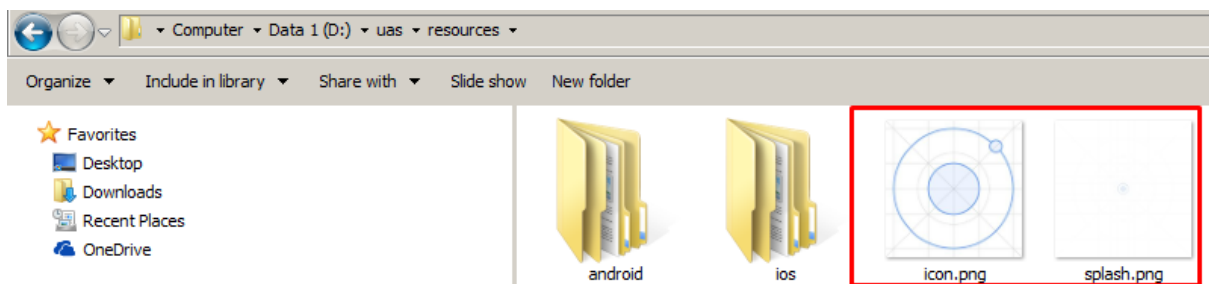 Computer Data 1 (D:) uas resources
Organize Include in library Share with Slide show New folder
Favorites
Desktop
Downloads
Recent Places
OneDrive
android ios icon.png splash.png